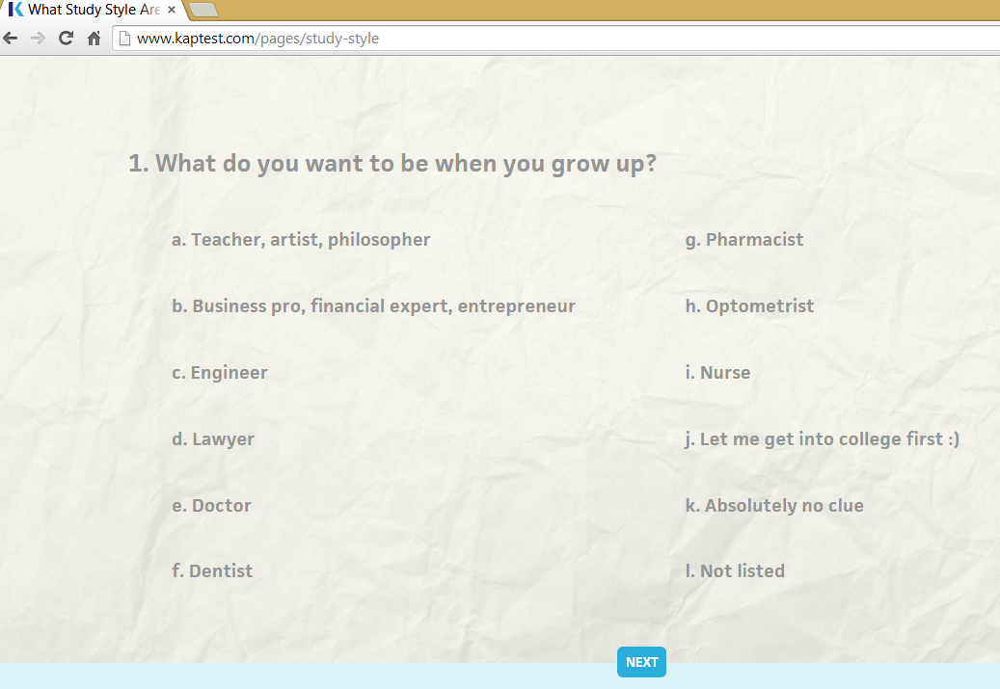 What Study Style Are
www.kaptest.com/pages/study-style
1. What do you want to be when you grow up?
a. Teacher, artist, philosopher
b. Business pro, financial expert, entrepreneur
c. Engineer
d. Lawyer
e. Doctor
f. Dentist
g. Pharmacist
h. Optometrist
i. Nurse
j. Let me get into college first :)
k. Absolutely no clue
l. Not listed
NEXT